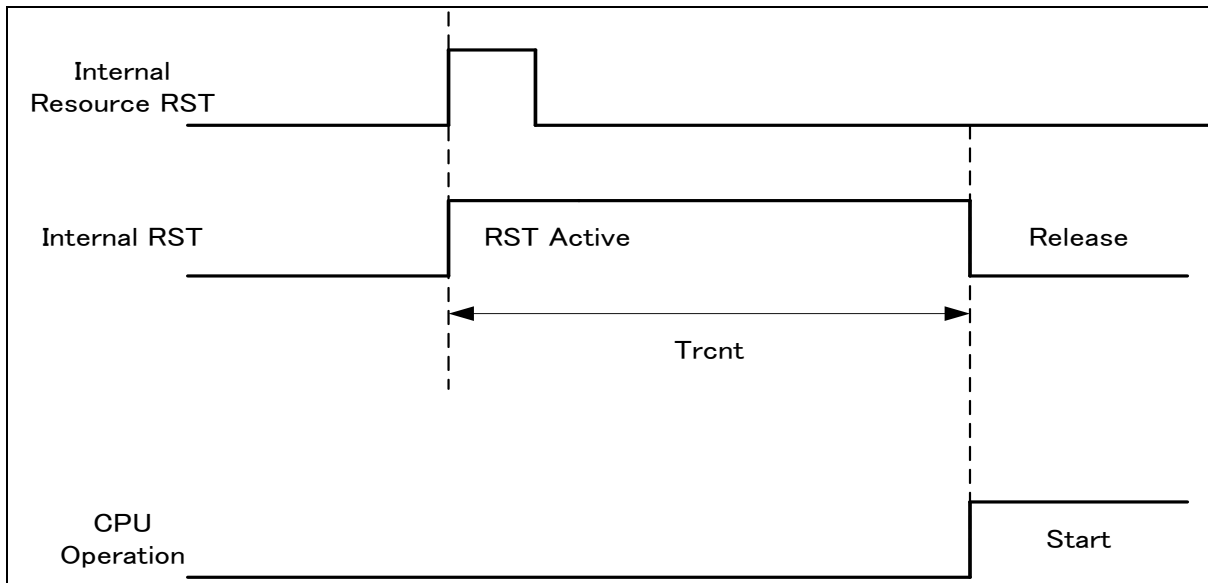 Internal
Resource RST
Internal RST
RST Active
Release
Trcnt
CPU
Operation
Start